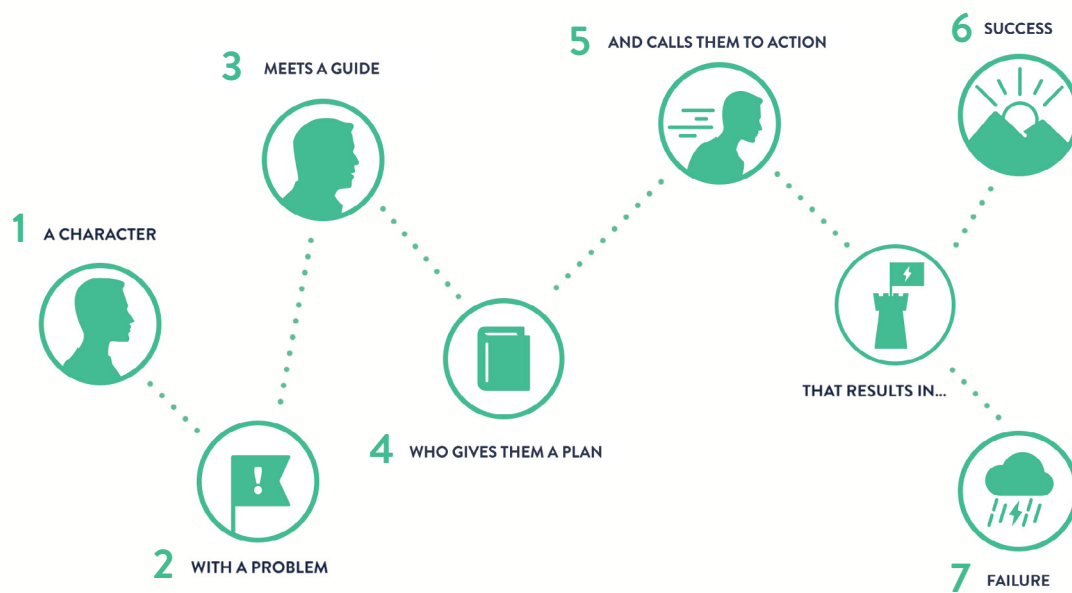 1 A CHARACTER
2 WITH A PROBLEM
3 MEETS A GUIDE
4 WHO GIVES THEM A PLAN
5 AND CALLS THEM TO ACTION
THAT RESULTS IN...
6 SUCCESS
7 FAILURE